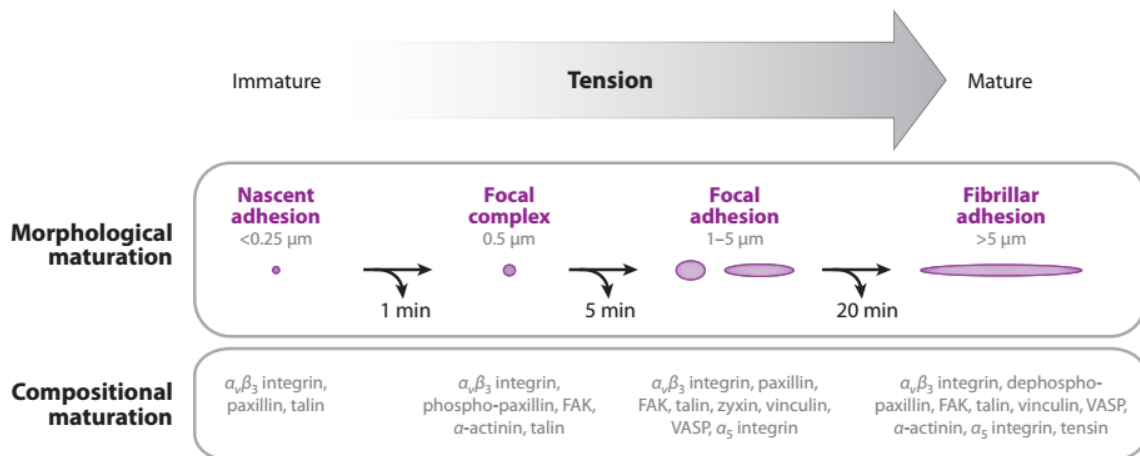 Immature
Tension
Mature
Morphological
maturation
Nascent
adhesion
<0.25 μm
Focal
complex
0.5 μm
Focal
adhesion
1–5 μm
Fibrillar
adhesion
>5 μm
1 min
5 min
20 min
Compositional
maturation
αvβ3 integrin,
paxillin, talin
αvβ3 integrin,
phospho-paxillin, FAK,
α-actinin, talin
αvβ3 integrin, paxillin,
FAK, talin, zyxin, vinculin,
VASP, α5 integrin
αvβ3 integrin, dephospho-
paxillin, FAK, talin, vinculin, VASP,
α-actinin, α5 integrin, tensin